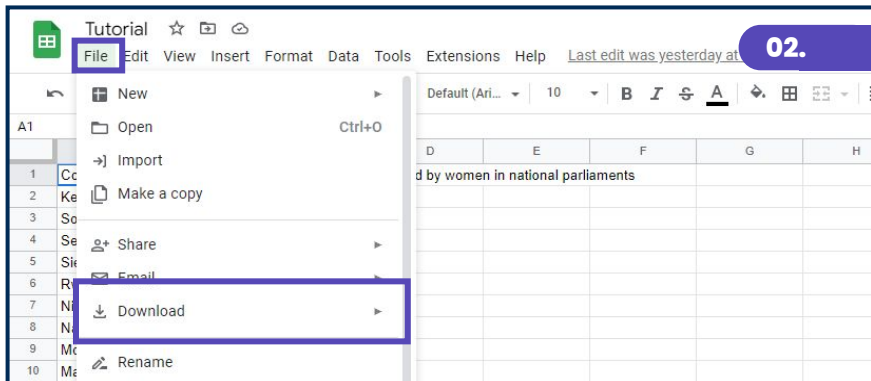 Tutorial
File Edit View Insert Format Data Tools Extensions Help Last edit was yesterday at
02.
New
Default (Ari... 10 B I S A
Open Ctrl+O
A1
Import
D E F G H
1 Co d by women in national parliaments
Make a copy
2 Ke
3 So
4 Se
Share
5 Sie
Email
6 R
7 Ni
Download
8 Na
9 Mo
Rename
10 Ma